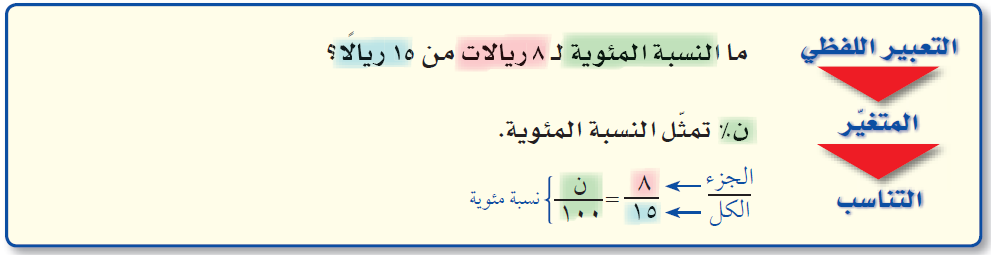 التعبير اللفظي
ما النسبة المئوية لـ ٨ ريالات من ١٥ ريالًا؟
المتغيّر
ن٪ تمثّل النسبة المئوية.
التناسب
الجزء ٨ = ن
الكل ١٥ ١٠٠ } نسبة مئوية